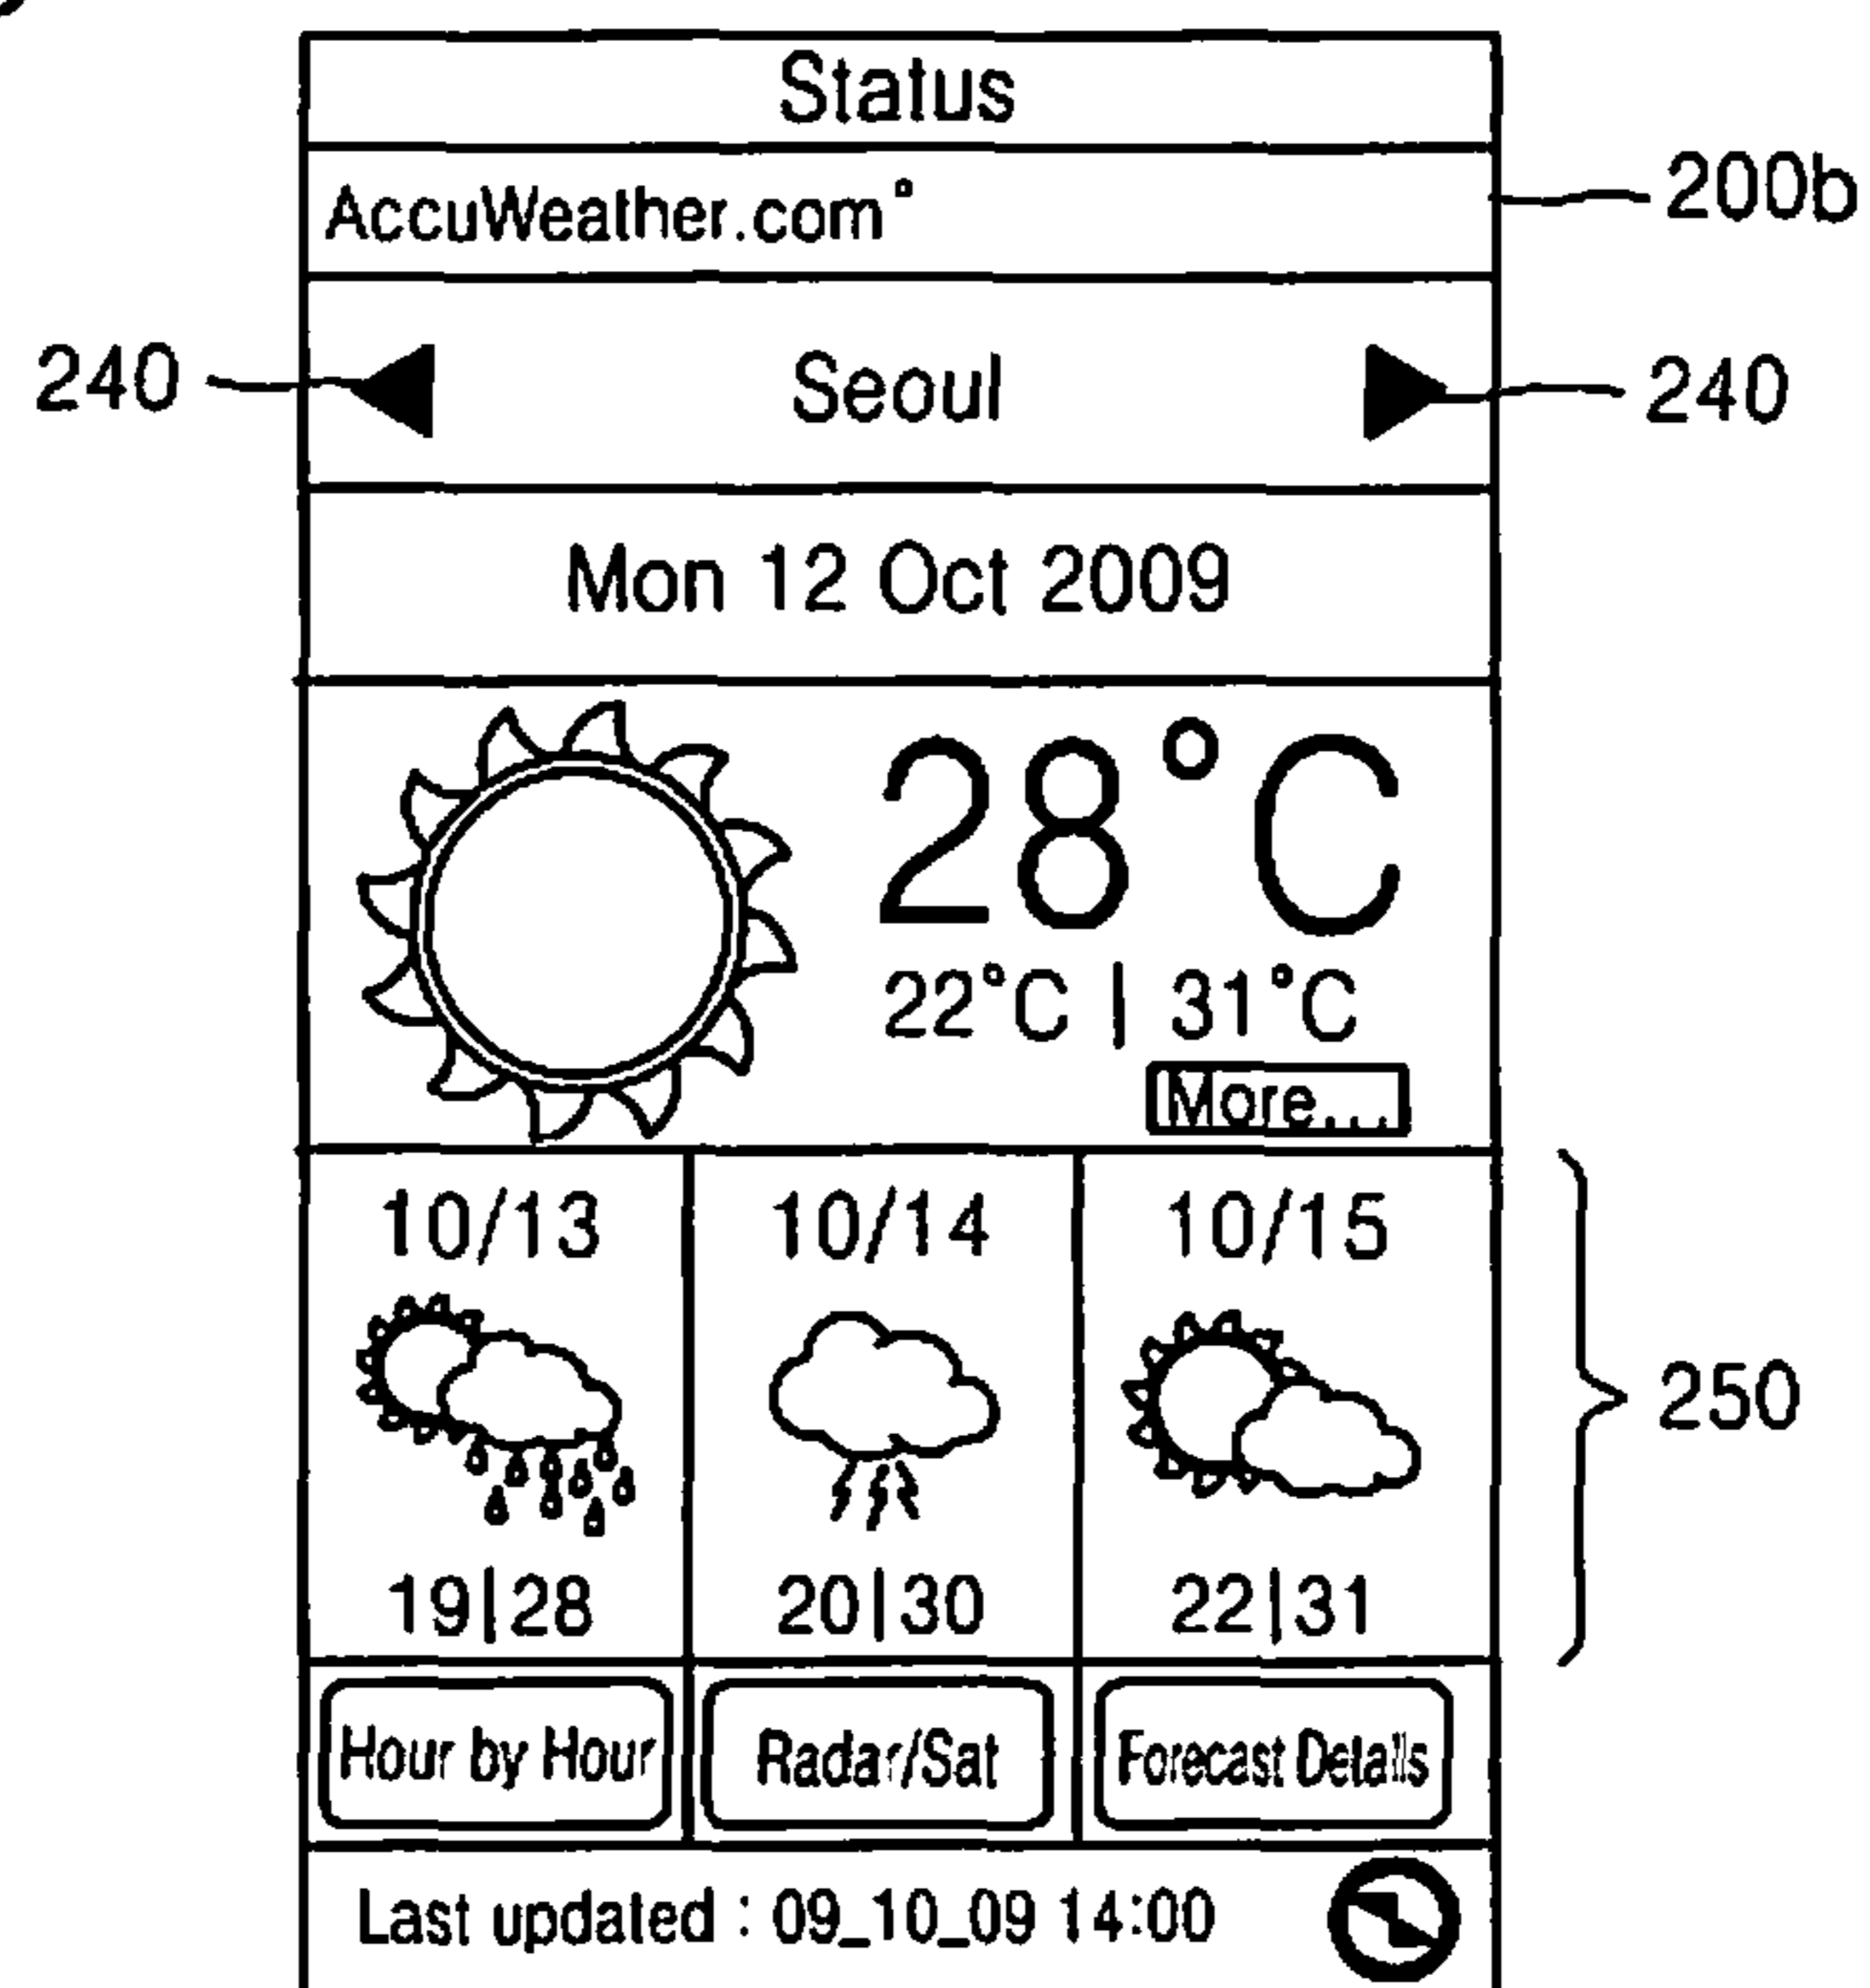 Status
AccuWeather.com°
200b
240
Seoul
240
Mon 12 Oct 2009
28°C
22°C | 31°C
More...
10/13 10/14 10/15
250
19|28 20|30 22|31
Hour by Hour Radar/Sat Forecast Details
Last updated : 09_10_09 14:00